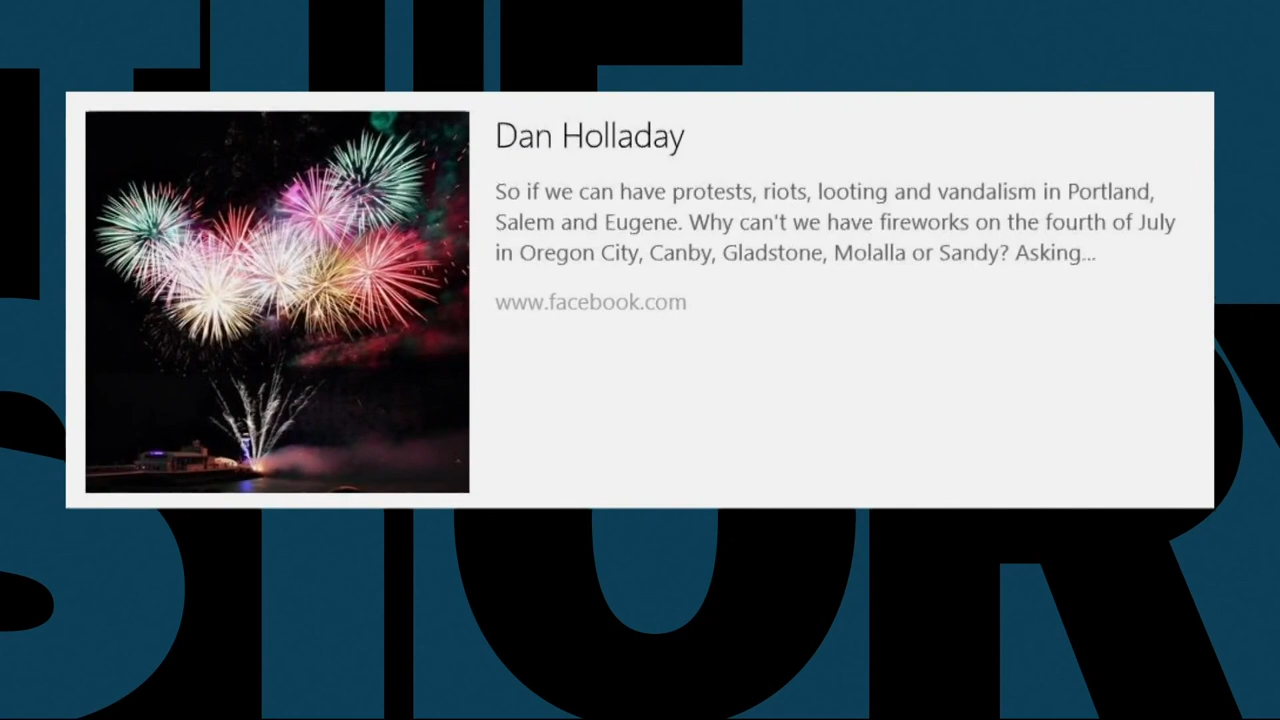 Dan Holladay
So if we can have protests, riots, looting and vandalism in Portland,
Salem and Eugene. Why can't we have fireworks on the fourth of July
in Oregon City, Canby, Gladstone, Molalla or Sandy? Asking...
www.facebook.com